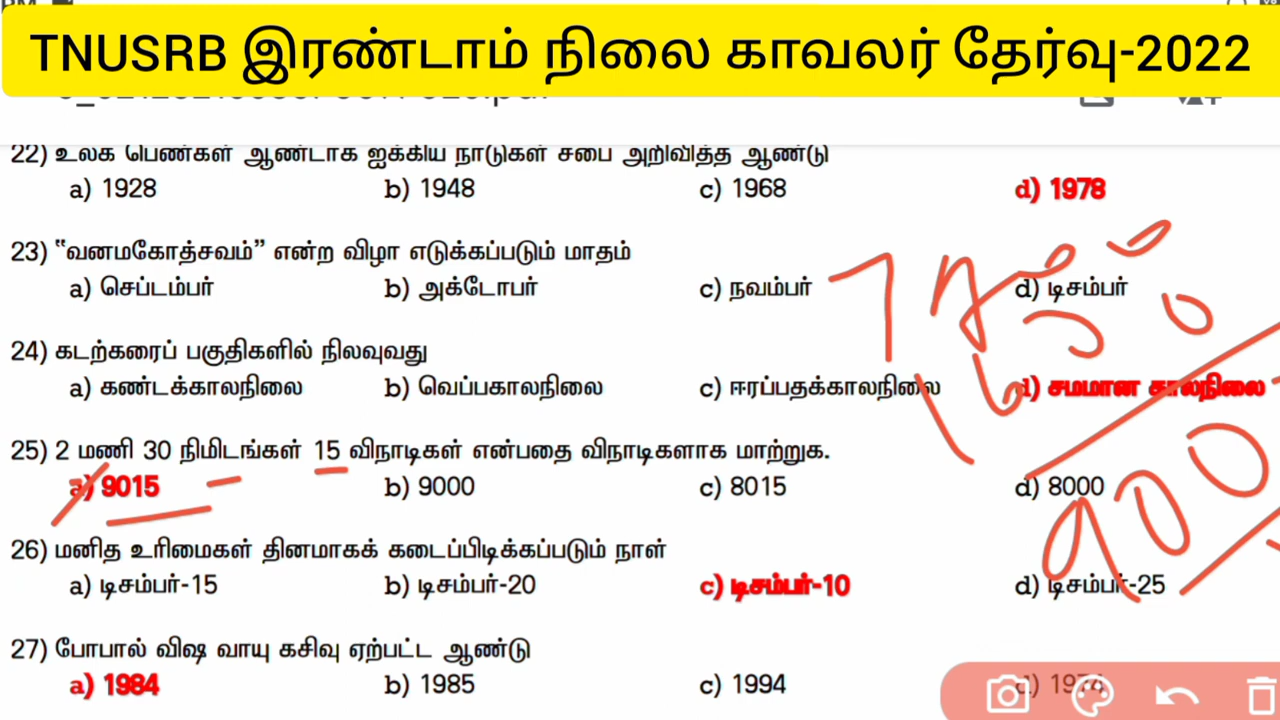 TNUSRB இரண்டாம் நிலை காவலர் தேர்வு-2022
22) உலக பெண்கள் ஆண்டாக ஐக்கிய நாடுகள் சபை அறிவித்த ஆண்டு
a) 1928 b) 1948 c) 1968 d) 1978
23) “வனமகோத்சவம்” என்ற விழா எடுக்கப்படும் மாதம்
a) செப்டம்பர் b) அக்டோபர் c) நவம்பர் d) டிசம்பர்
24) கடற்கரைப் பகுதிகளில் நிலவுவது
a) கண்டக்காலநிலை b) வெப்பகாலநிலை c) ஈரப்பதக்காலநிலை d) சமமான காலநிலை
25) 2 மணி 30 நிமிடங்கள் 15 விநாடிகள் என்பதை விநாடிகளாக மாற்றுக.
a) 9015 b) 9000 c) 8015 d) 8000
900
26) மனித உரிமைகள் தினமாகக் கடைப்பிடிக்கப்படும் நாள்
a) டிசம்பர்-15 b) டிசம்பர்-20 c) டிசம்பர்-10 d) டிசம்பர்-25
27) போபால் விஷ வாயு கசிவு ஏற்பட்ட ஆண்டு
a) 1984 b) 1985 c) 1994 d) 1974